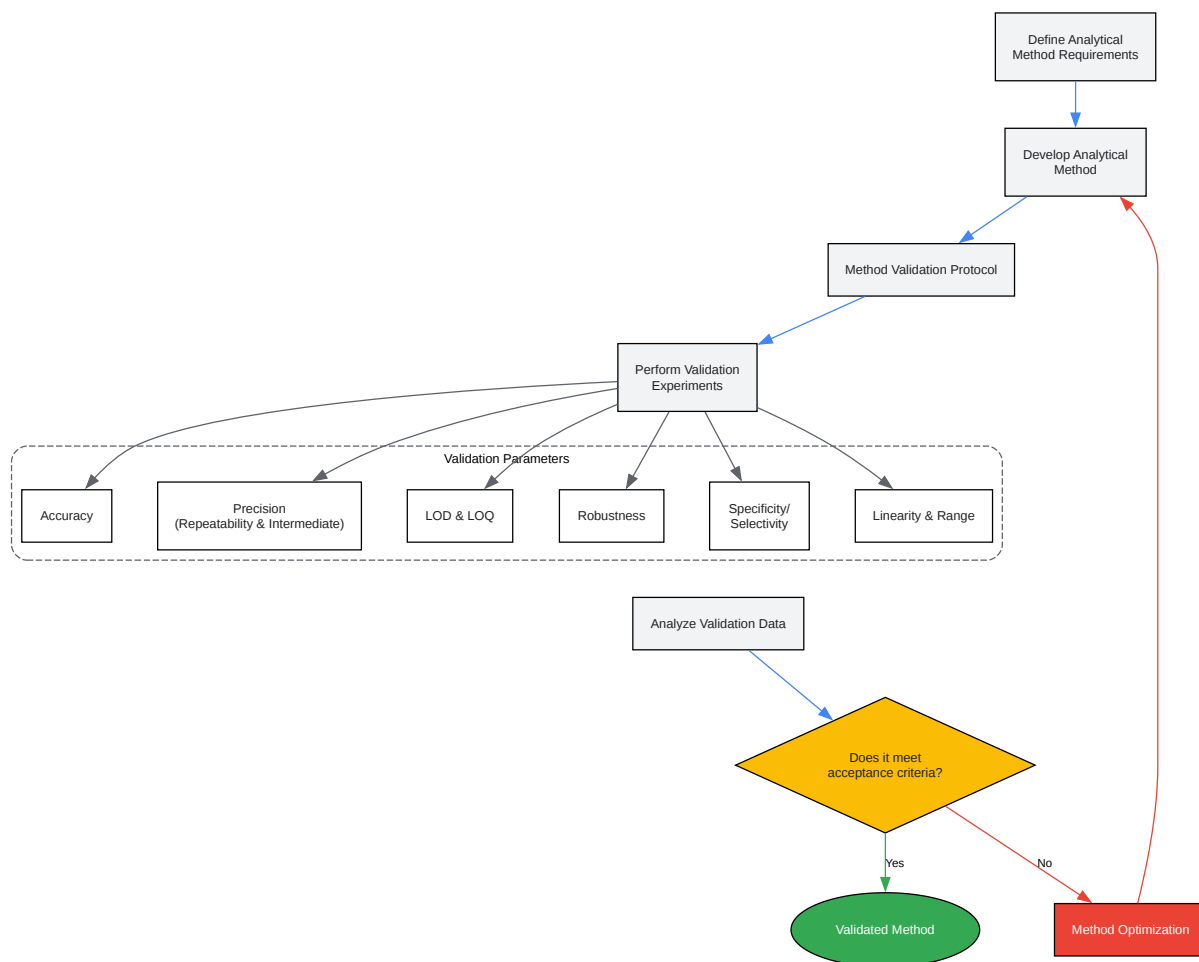 Define Analytical
Method Requirements
Develop Analytical
Method
Method Validation Protocol
Perform Validation
Experiments
Validation Parameters
Accuracy
Precision
(Repeatability & Intermediate)
LOD & LOQ
Robustness
Specificity/
Selectivity
Linearity & Range
Analyze Validation Data
Does it meet
acceptance criteria?
Yes
No
Validated Method
Method Optimization